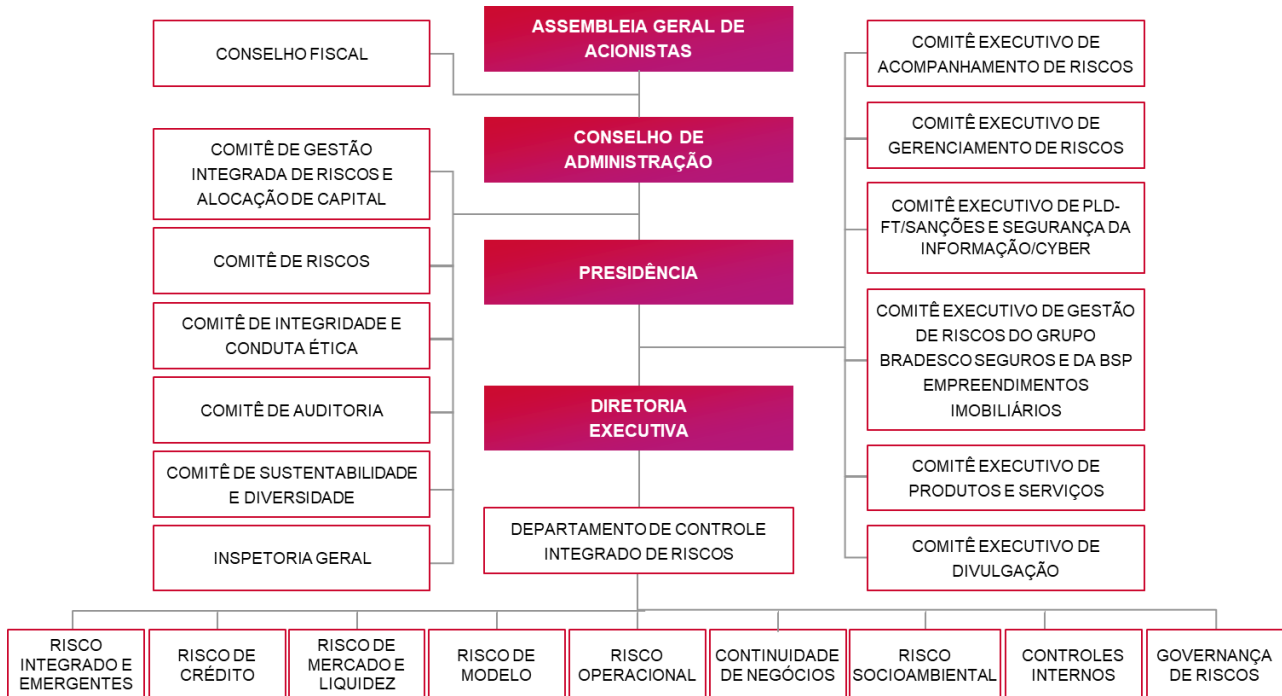 ASSEMBLEIA GERAL DE
ACIONISTAS
CONSELHO FISCAL
CONSELHO DE
ADMINISTRAÇÃO
COMITÊ DE GESTÃO
INTEGRADA DE RISCOS E
ALOCAÇÃO DE CAPITAL
COMITÊ DE RISCOS
COMITÊ DE INTEGRIDADE E
CONDUTA ÉTICA
COMITÊ DE AUDITORIA
COMITÊ DE SUSTENTABILIDADE
E DIVERSIDADE
INSPETORIA GERAL
PRESIDÊNCIA
COMITÊ EXECUTIVO DE
ACOMPANHAMENTO DE RISCOS
COMITÊ EXECUTIVO DE
GERENCIAMENTO DE RISCOS
COMITÊ EXECUTIVO DE PLD-
FT/SANÇÕES E SEGURANÇA DA
INFORMAÇÃO/CYBER
COMITÊ EXECUTIVO DE GESTÃO
DE RISCOS DO GRUPO
BRADESCO SEGUROS E DA BSP
EMPREENDIMENTOS
IMOBILIÁRIOS
COMITÊ EXECUTIVO DE
PRODUTOS E SERVIÇOS
COMITÊ EXECUTIVO DE
DIVULGAÇÃO
DIRETORIA
EXECUTIVA
DEPARTAMENTO DE CONTROLE
INTEGRADO DE RISCOS
RISCO
INTEGRADO E
EMERGENTES
RISCO DE
CRÉDITO
RISCO DE
MERCADO E
LIQUIDEZ
RISCO DE
MODELO
RISCO
OPERACIONAL
CONTINUIDADE
DE NEGÓCIOS
RISCO
SOCIOAMBIENTAL
CONTROLES
INTERNOS
GOVERNANÇA
DE RISCOS